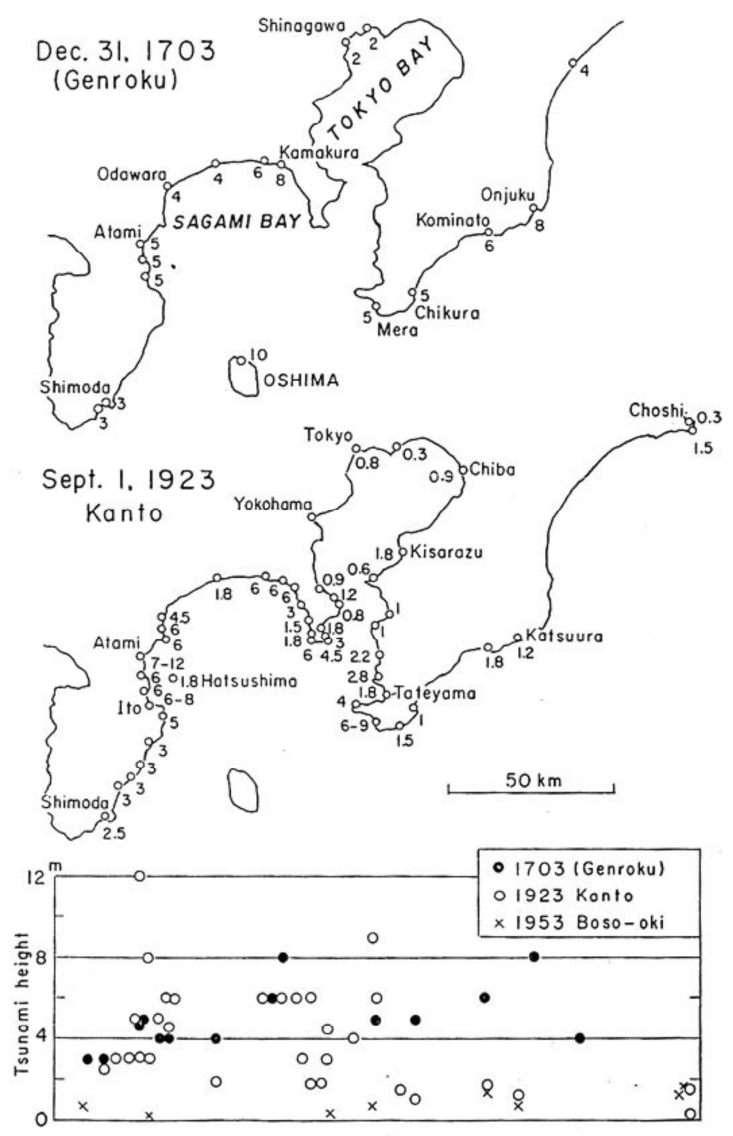 Shinagawa
2
2
Dec. 31, 1703
(Genroku)
TOKYO BAY
4
Kamakura
Odawara
4
4
6
8
SAGAMI BAY
Onjuku
8
Kominato
6
Atami
5
5
5
5
Chikura
5
Mera
10
OSHIMA
Shimoda
3
3
Choshi
0.3
1.5
Tokyo
0.8
0.3
Sept. 1, 1923
Kanto
Chiba
0.9
Yokohama
1.8
Kisarazu
0.6
0.9
1.2
0.8
1.8
6
6
6
3
1.5
1.8
1.8
3
6
4.5
1
1
4.5
6
6
Katsuura
1.8
1.2
Atami
7-12
2.2
6
1.8 Hatsushima
2.8
6
1.8
Tateyama
Ito
6-8
4
5
6-9
1
1.5
3
3
3
3
50 km
Shimoda
2.5
m
12
8
4
0
Tsunami height
1703 (Genroku)
1923 Kanto
1953 Boso-oki